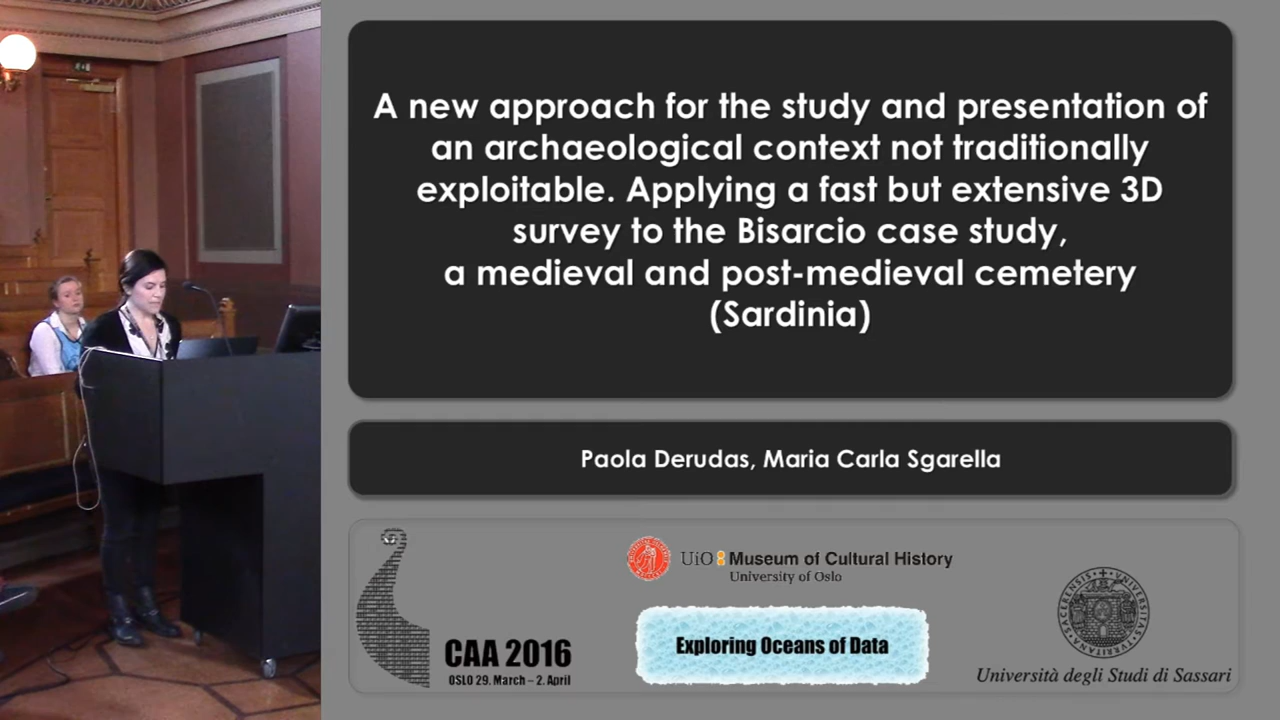 A new approach for the study and presentation of
an archaeological context not traditionally
exploitable. Applying a fast but extensive 3D
survey to the Bisarcio case study,
a medieval and post-medieval cemetery
(Sardinia)
Paola Derudas, Maria Carla Sgarella
UiO Museum of Cultural History
University of Oslo
CAA 2016
OSLO 29. March – 2. April
Exploring Oceans of Data
Università degli Studi di Sassari